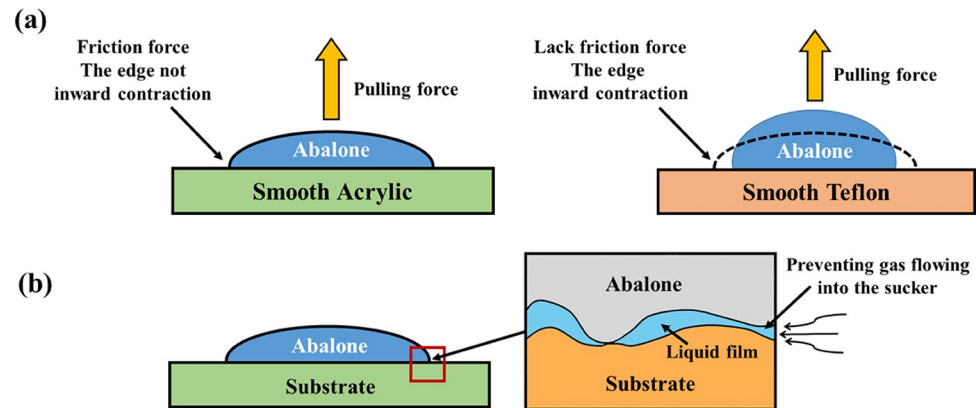 (a)
Friction force
The edge not
inward contraction
Pulling force
Abalone
Smooth Acrylic
Lack friction force
The edge
inward contraction
Pulling force
Abalone
Smooth Teflon
(b)
Abalone
Substrate
Abalone
Liquid film
Substrate
Preventing gas flowing
into the sucker